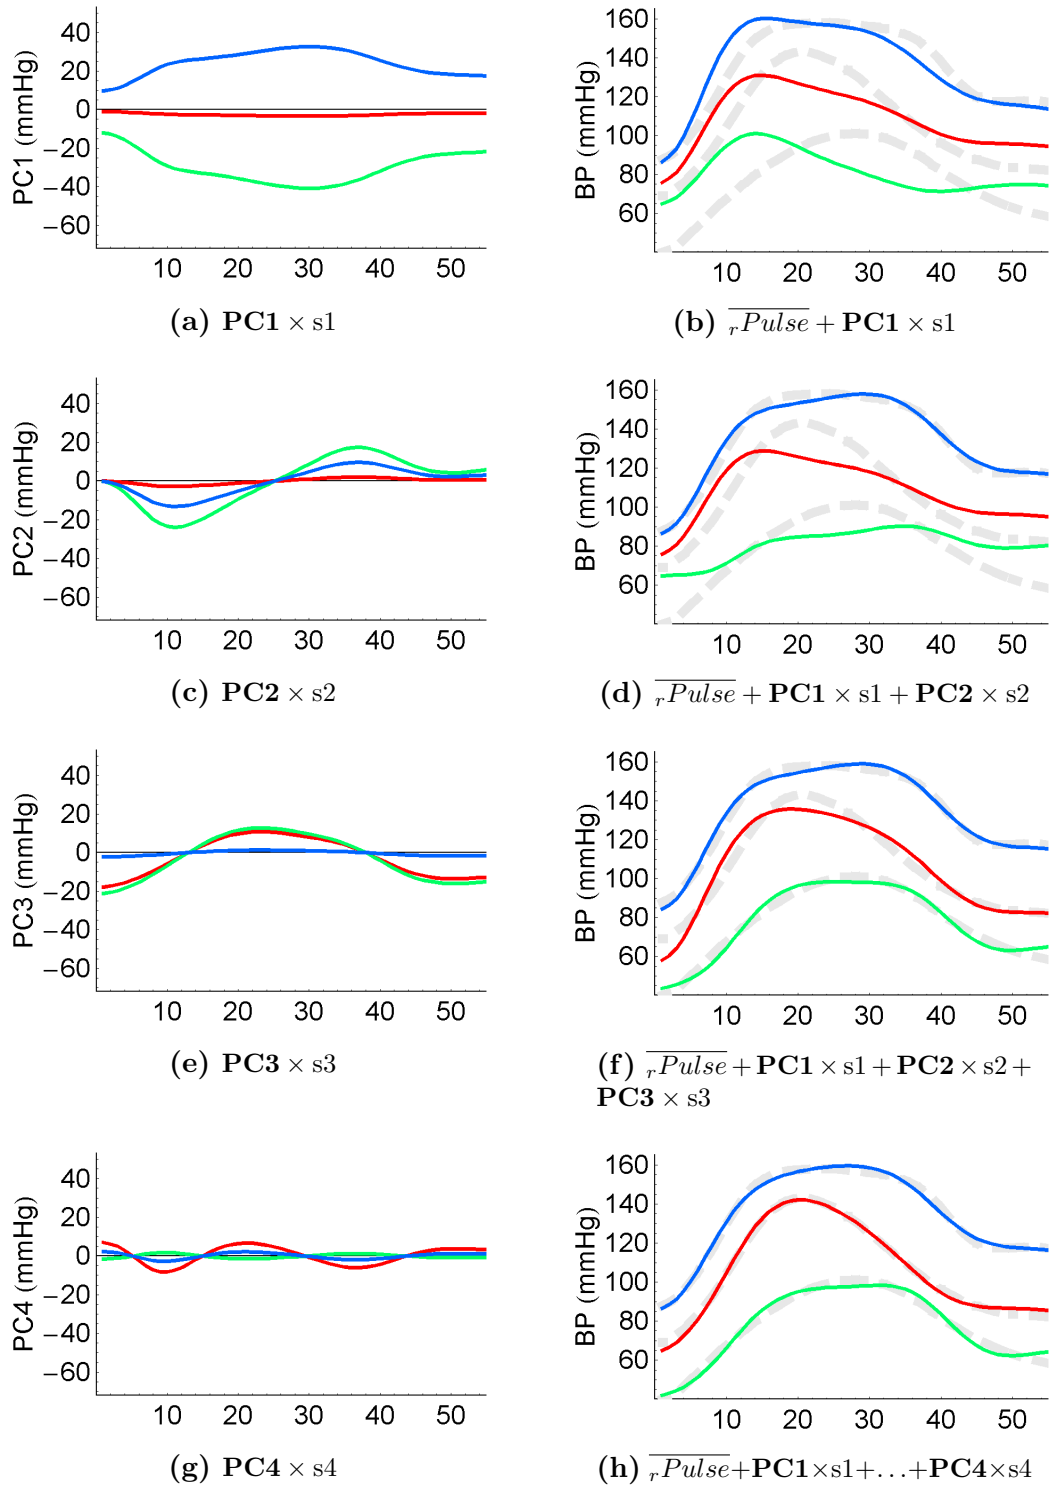 PC1 (mmHg)
40
20
0
−20
−40
−60
10 20 30 40 50
(a) PC1 × s1
BP (mmHg)
160
140
120
100
80
60
10 20 30 40 50
(b) rPulse + PC1 × s1
PC2 (mmHg)
40
20
0
−20
−40
−60
10 20 30 40 50
(c) PC2 × s2
BP (mmHg)
160
140
120
100
80
60
10 20 30 40 50
(d) rPulse + PC1 × s1 + PC2 × s2
PC3 (mmHg)
40
20
0
−20
−40
−60
10 20 30 40 50
(e) PC3 × s3
BP (mmHg)
160
140
120
100
80
60
10 20 30 40 50
(f) rPulse + PC1 × s1 + PC2 × s2 +
PC3 × s3
PC4 (mmHg)
40
20
0
−20
−40
−60
10 20 30 40 50
(g) PC4 × s4
BP (mmHg)
160
140
120
100
80
60
10 20 30 40 50
(h) rPulse+PC1×s1+...+PC4×s4